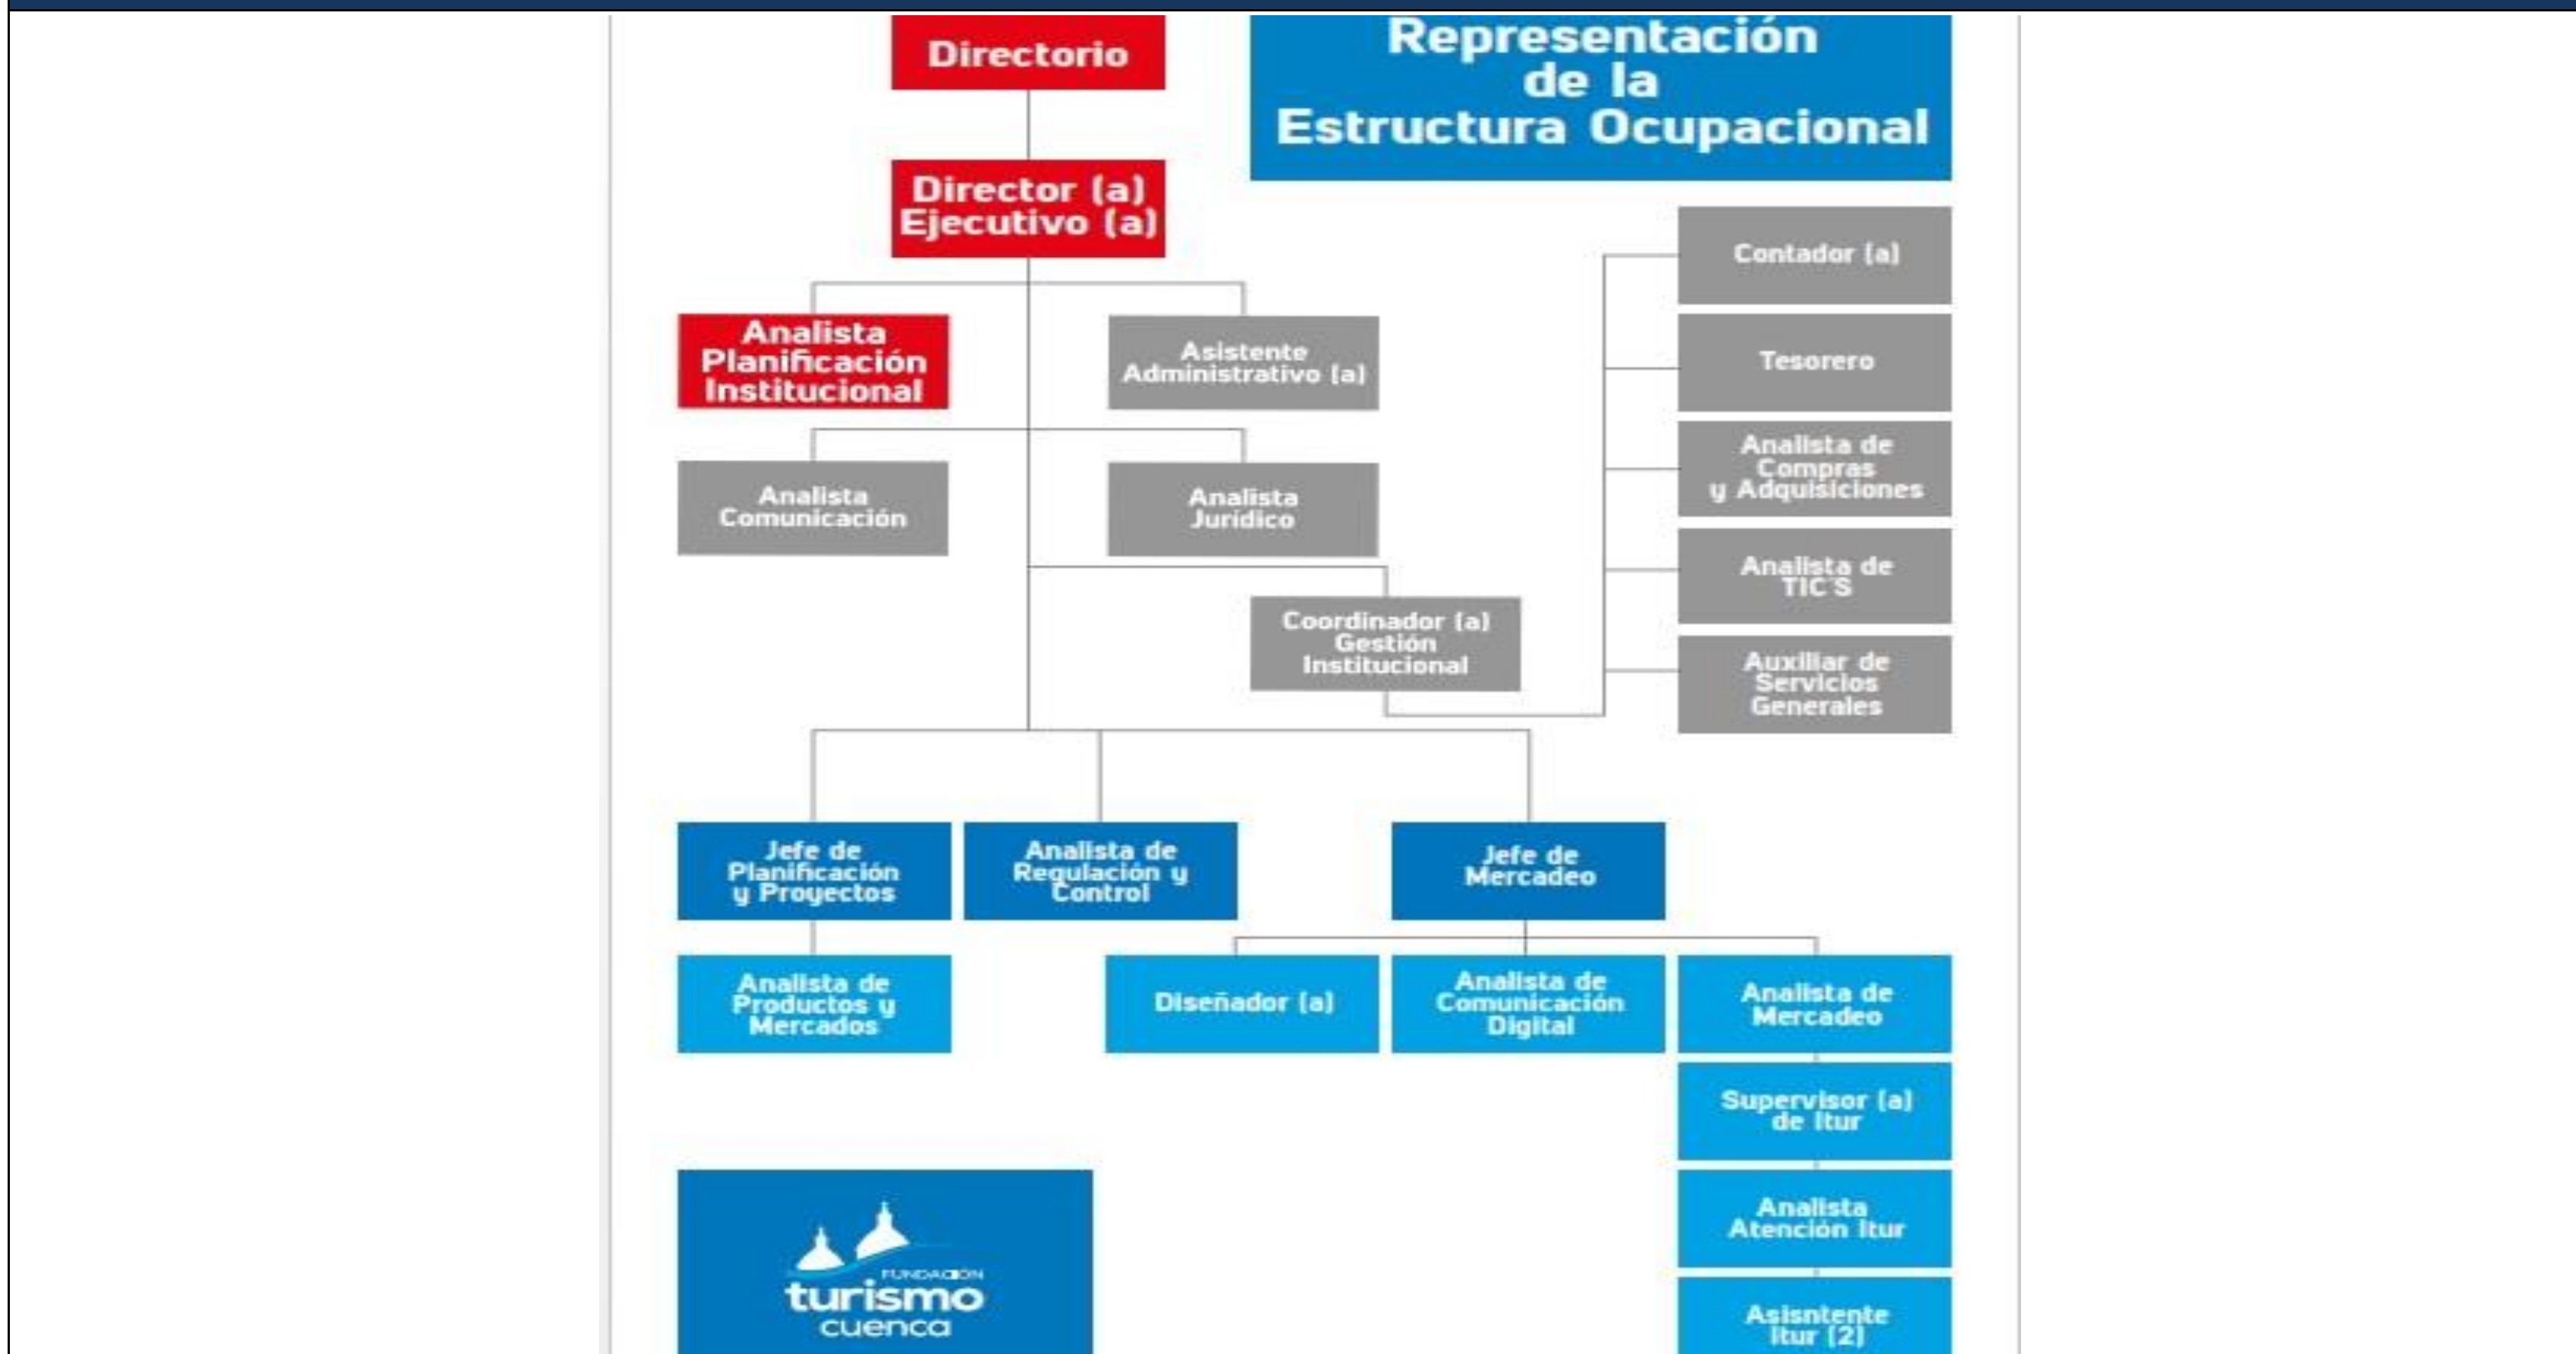 Directorio
Representación
de la
Estructura Ocupacional
Director (a)
Ejecutivo (a)
Contador (a)
Analista
Planificación
Institucional
Asistente
Administrativo (a)
Tesorero
Analista de
Compras
y Adquisiciones
Analista
Comunicación
Analista
Jurídico
Analista de
TIC'S
Coordinador (a)
Gestión
Institucional
Auxiliar de
Servicios
Generales
Jefe de
Planificación
y Proyectos
Analista de
Regulación y
Control
Jefe de
Mercadeo
Analista de
Productos y
Mercados
Diseñador (a)
Analista de
Comunicación
Digital
Analista de
Mercadeo
Supervisor (a)
de Itur
Analista
Atención Itur
Asisntente
Itur (2)
FUNDACIÓN
turismo
cuenca